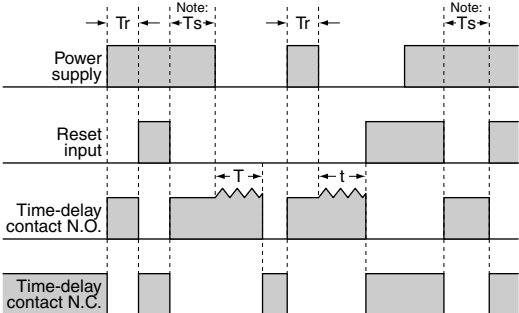 Note: Note:
Tr Ts Tr Ts
Power
supply
Reset
input
T t
Time-delay
contact N.O.
Time-delay
contact N.C.